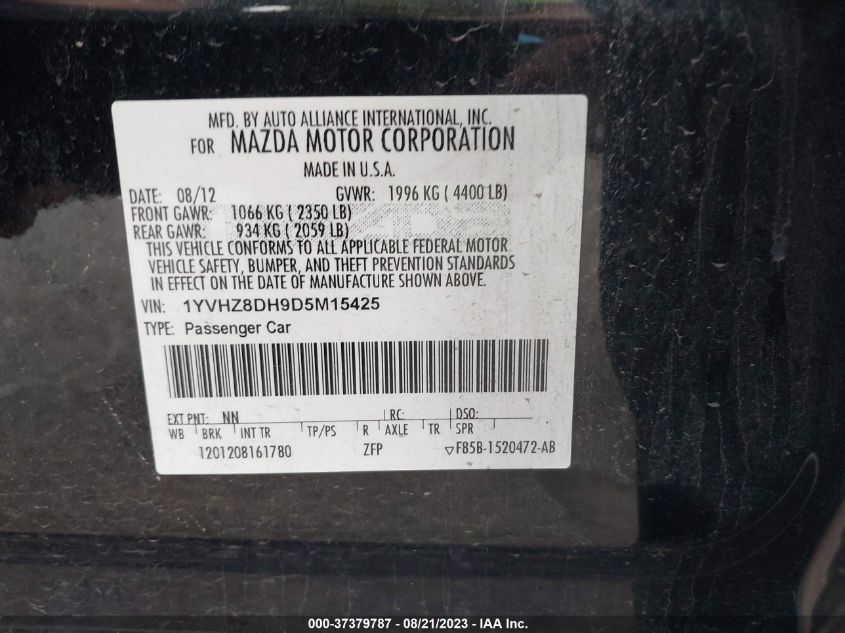 MFD. BY AUTO ALLIANCE INTERNATIONAL, INC.
FOR MAZDA MOTOR CORPORATION
MADE IN U.S.A.
DATE: 08/12 GVWR: 1996 KG ( 4400 LB)
FRONT GAWR: 1066 KG ( 2350 LB)
REAR GAWR: 934 KG ( 2059 LB)
THIS VEHICLE CONFORMS TO ALL APPLICABLE FEDERAL MOTOR
VEHICLE SAFETY, BUMPER, AND THEFT PREVENTION STANDARDS
IN EFFECT ON THE DATE OF MANUFACTURE SHOWN ABOVE.
VIN: 1YVHZ8DH9D5M15425
TYPE: Passenger Car
EXT PNT: NN RC: DSO:
WB BRK INT TR TP/PS R AXLE TR SPR
1201208161780 ZFP ▽F85B-1520472-AB
000-37379787 - 08/21/2023 - IAA Inc.